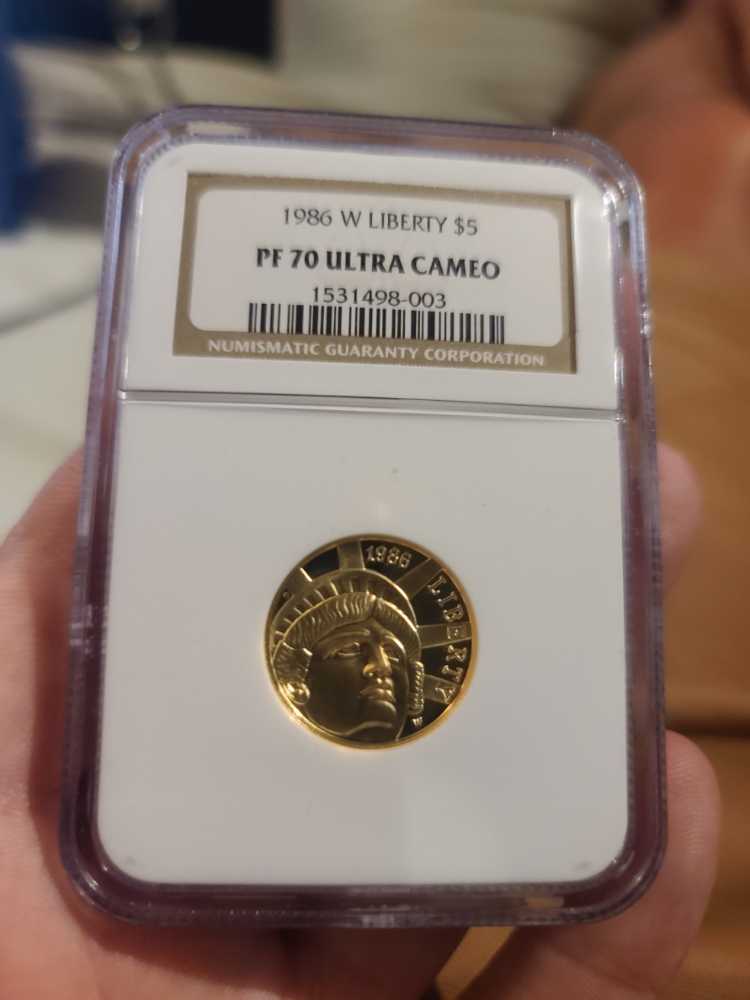 1986 W LIBERTY $5
PF 70 ULTRA CAMEO
1531498-003
NUMISMATIC GUARANTY CORPORATION
1986
LIBERTY